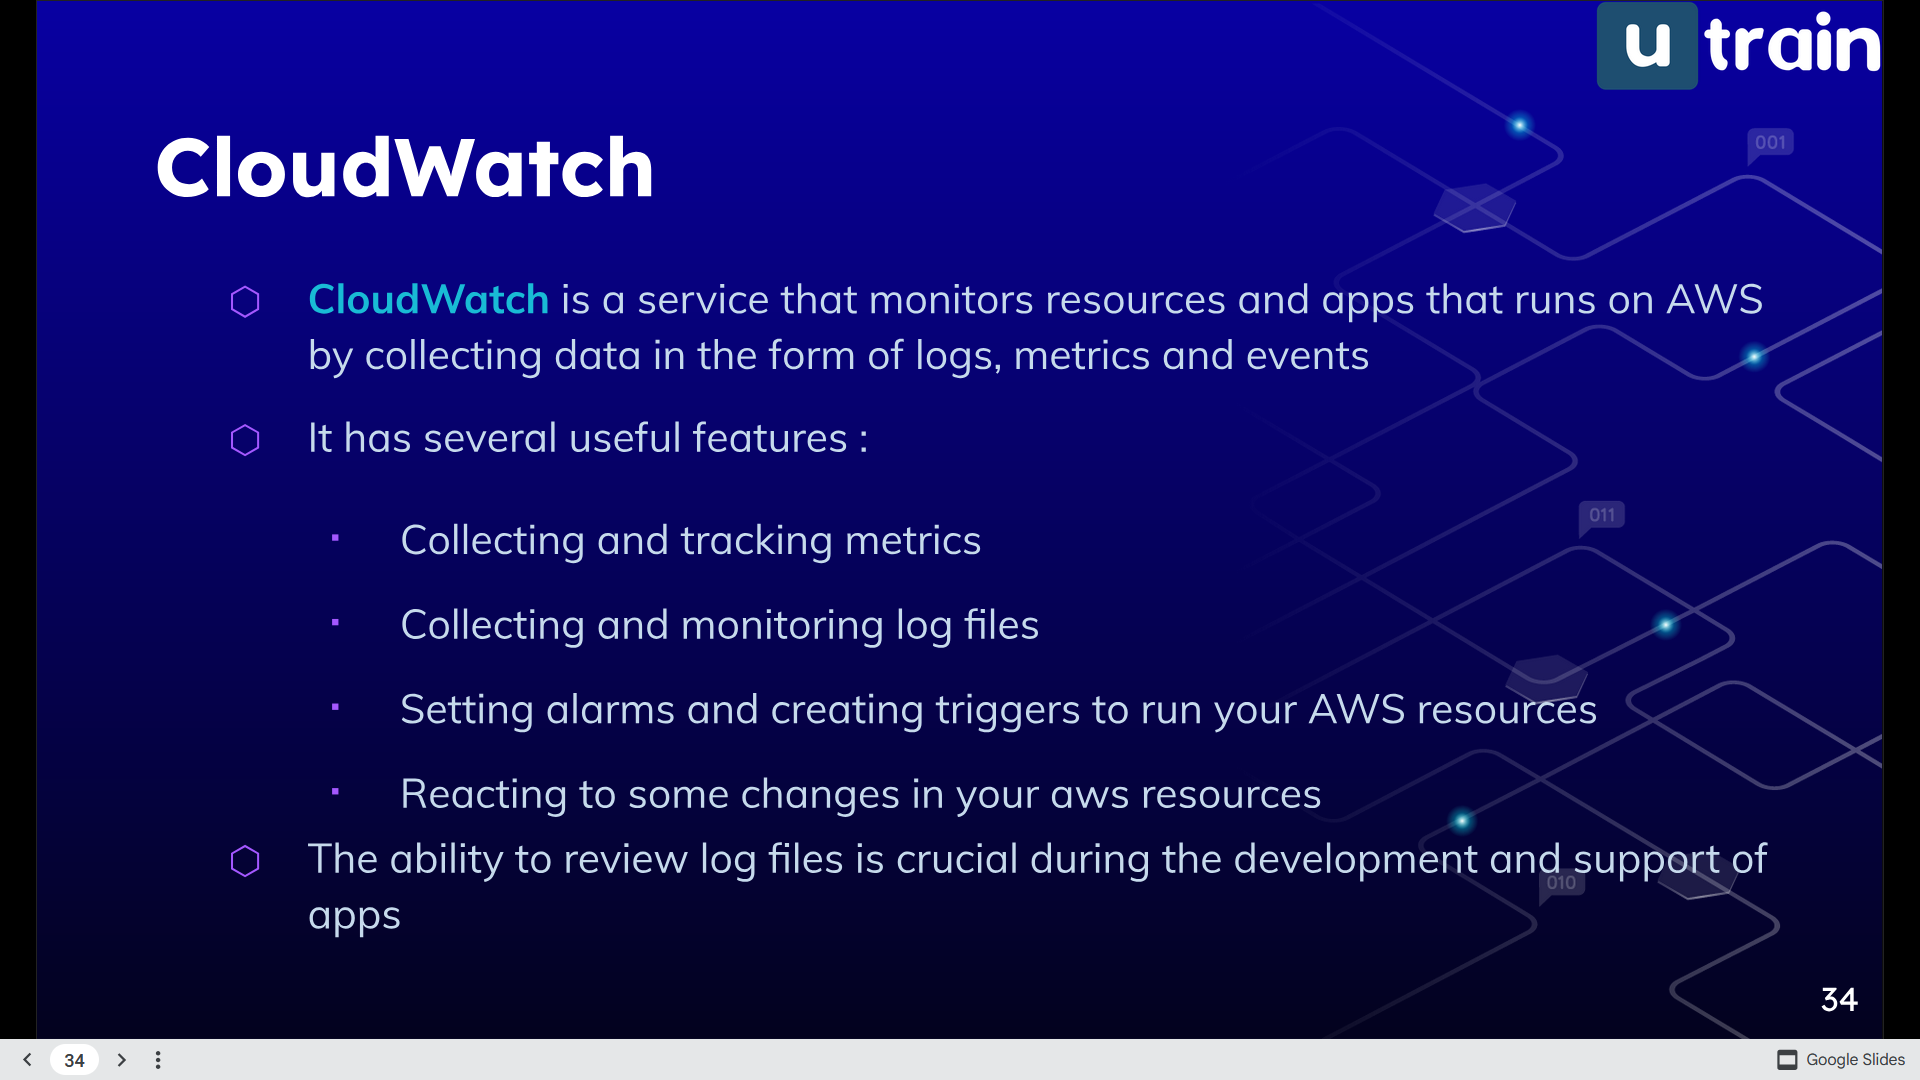 u train
001
CloudWatch
CloudWatch is a service that monitors resources and apps that runs on AWS
by collecting data in the form of logs, metrics and events
It has several useful features :
011
Collecting and tracking metrics
Collecting and monitoring log files
Setting alarms and creating triggers to run your AWS resources
Reacting to some changes in your aws resources
The ability to review log files is crucial during the development and support of
apps
010
34
34
Google Slides